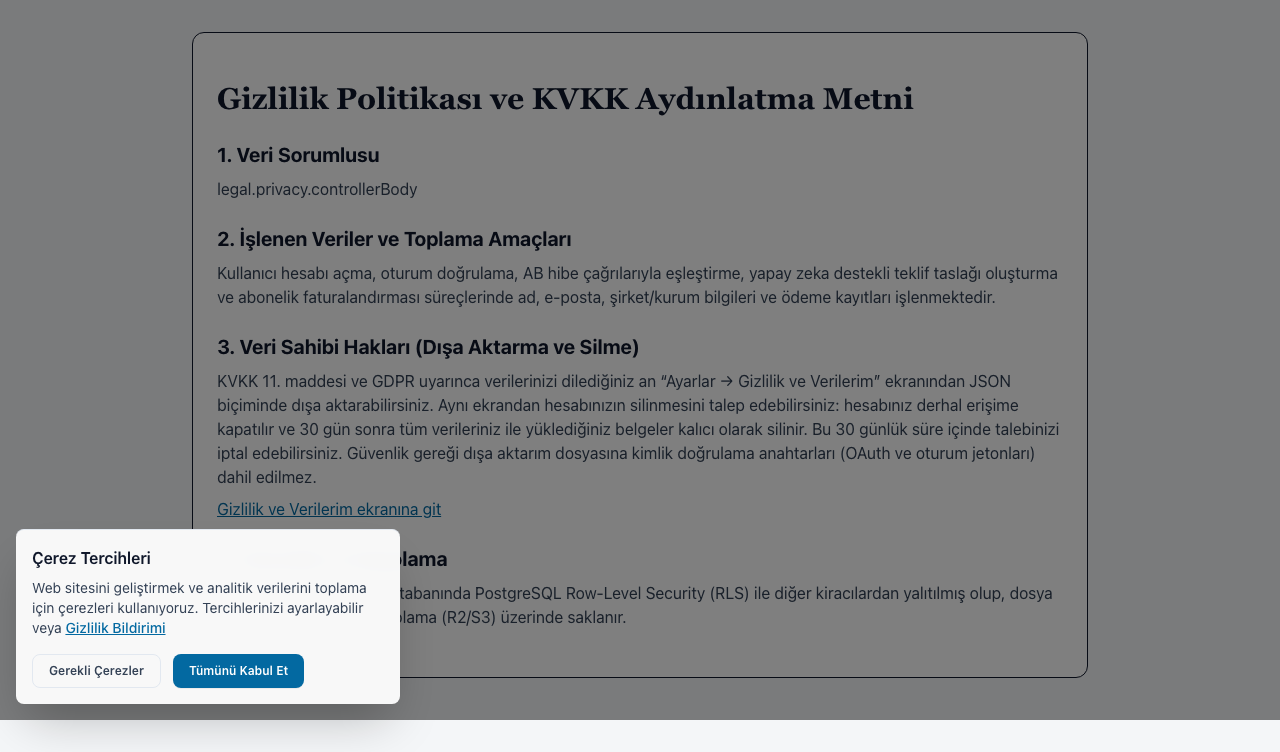 Gizlilik Politikası ve KVKK Aydınlatma Metni
1. Veri Sorumlusu
legal.privacy.controllerBody
2. İşlenen Veriler ve Toplama Amaçları
Kullanıcı hesabı açma, oturum doğrulama, AB hibe çağrılarıyla eşleştirme, yapay zeka destekli teklif taslağı oluşturma
ve abonelik faturalandırması süreçlerinde ad, e-posta, şirket/kurum bilgileri ve ödeme kayıtları işlenmektedir.
3. Veri Sahibi Hakları (Dışa Aktarma ve Silme)
KVKK 11. maddesi ve GDPR uyarınca verilerinizi dilediğiniz an “Ayarlar → Gizlilik ve Verilerim” ekranından JSON
biçiminde dışa aktarabilirsiniz. Aynı ekrandan hesabınızın silinmesini talep edebilirsiniz: hesabınız derhal erişime
kapatılır ve 30 gün sonra tüm verileriniz ile yüklediğiniz belgeler kalıcı olarak silinir. Bu 30 günlük süre içinde talebinizi
iptal edebilirsiniz. Güvenlik gereği dışa aktarım dosyasına kimlik doğrulama anahtarları (OAuth ve oturum jetonları)
dahil edilmez.
Gizlilik ve Verilerim ekranına git
olama
tabanında PostgreSQL Row-Level Security (RLS) ile diğer kiracılardan yalıtılmış olup, dosya
olama (R2/S3) üzerinde saklanır.
Çerez Tercihleri
Web sitesini geliştirmek ve analitik verilerini toplama
için çerezleri kullanıyoruz. Tercihlerinizi ayarlayabilir
veya Gizlilik Bildirimi
Gerekli Çerezler
Tümünü Kabul Et